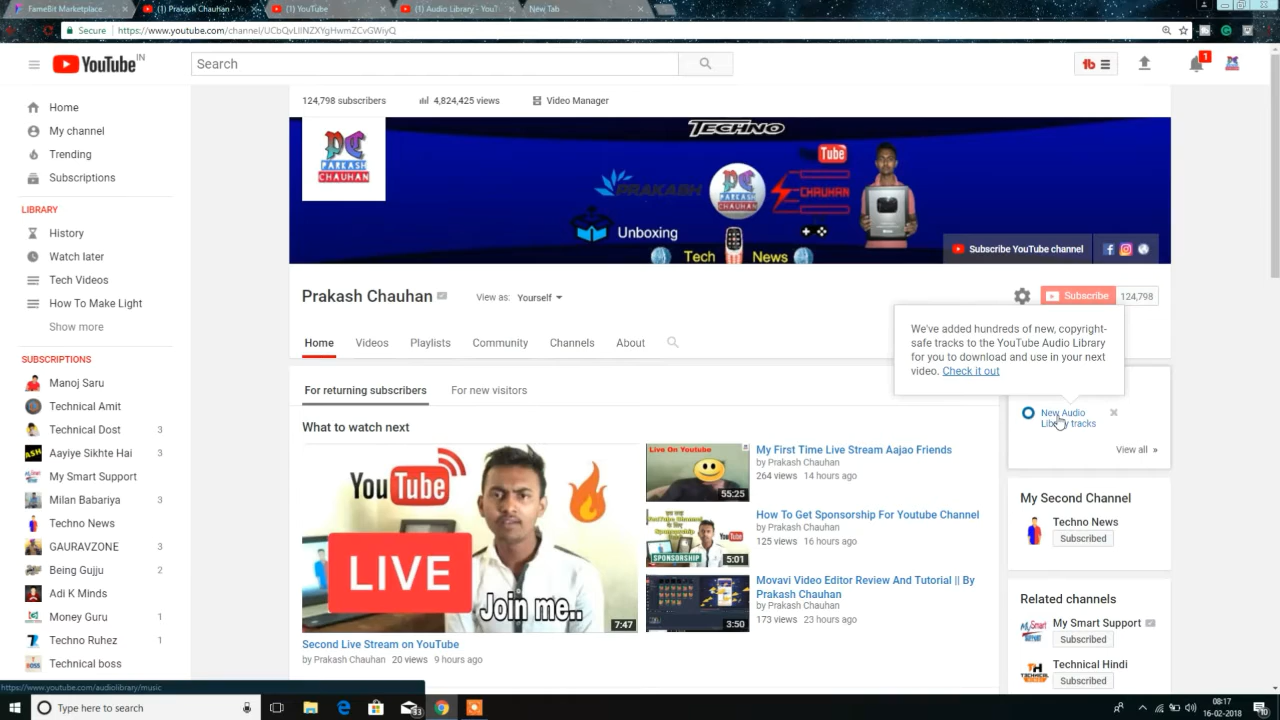 FameBit Marketplace
(1) Prakash Chauhan - Y
(1) YouTube
(1) Audio Library - YouTu
New Tab
Secure
https://www.youtube.com/channel/UCbQvLIINZXYgHwmZCvGWiyQ
YouTube IN
Search
1
Home
My channel
Trending
Subscriptions
LIBRARY
History
Watch later
Tech Videos
How To Make Light
Show more
SUBSCRIPTIONS
Manoj Saru
Technical Amit
Technical Dost 3
Aayiye Sikhte Hai 3
My Smart Support
Milan Babariya 3
Techno News
GAURAVZONE 3
Being Gujju 2
Adi K Minds
Money Guru 1
Techno Ruhez 1
Technical boss
124,798 subscribers
4,824,425 views
Video Manager
PARKASH CHAUHAN
TECHNO
PRAKASH
PARKASH CHAUHAN
CHAUHAN
Tube
Unboxing
Tech News
Subscribe YouTube channel
Prakash Chauhan
View as: Yourself
Subscribe 124,798
We've added hundreds of new, copyright-
safe tracks to the YouTube Audio Library
for you to download and use in your next
video. Check it out
Home Videos Playlists Community Channels About
For returning subscribers For new visitors
New Audio
Library tracks
View all »
What to watch next
You Tube
LIVE
Join me..
7:47
Second Live Stream on YouTube
by Prakash Chauhan 20 views 9 hours ago
Live On Youtube
55:25
My First Time Live Stream Aajao Friends
by Prakash Chauhan
264 views 14 hours ago
SPONSORSHIP
5:01
How To Get Sponsorship For Youtube Channel
by Prakash Chauhan
125 views 16 hours ago
3:50
Movavi Video Editor Review And Tutorial || By
Prakash Chauhan
by Prakash Chauhan
173 views 23 hours ago
My Second Channel
Techno News
Subscribed
Related channels
My Smart Support
Subscribed
Technical Hindi
Subscribed
https://www.youtube.com/audiolibrary/music
Type here to search
08:17
16-02-2018